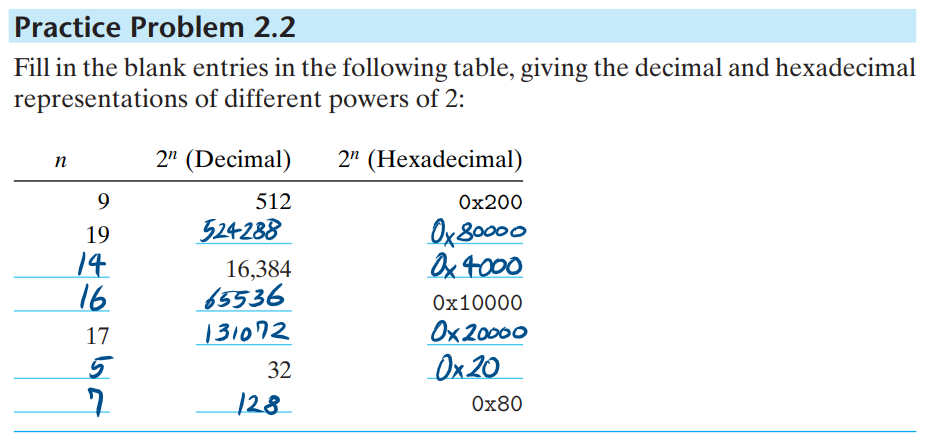 Practice Problem 2.2
Fill in the blank entries in the following table, giving the decimal and hexadecimal
representations of different powers of 2:
n 2ⁿ (Decimal) 2ⁿ (Hexadecimal)
9 512 0x200
19 524288 0x80000
14 16,384 0x4000
16 65536 0x10000
17 131072 0x20000
5 32 0x20
7 128 0x80